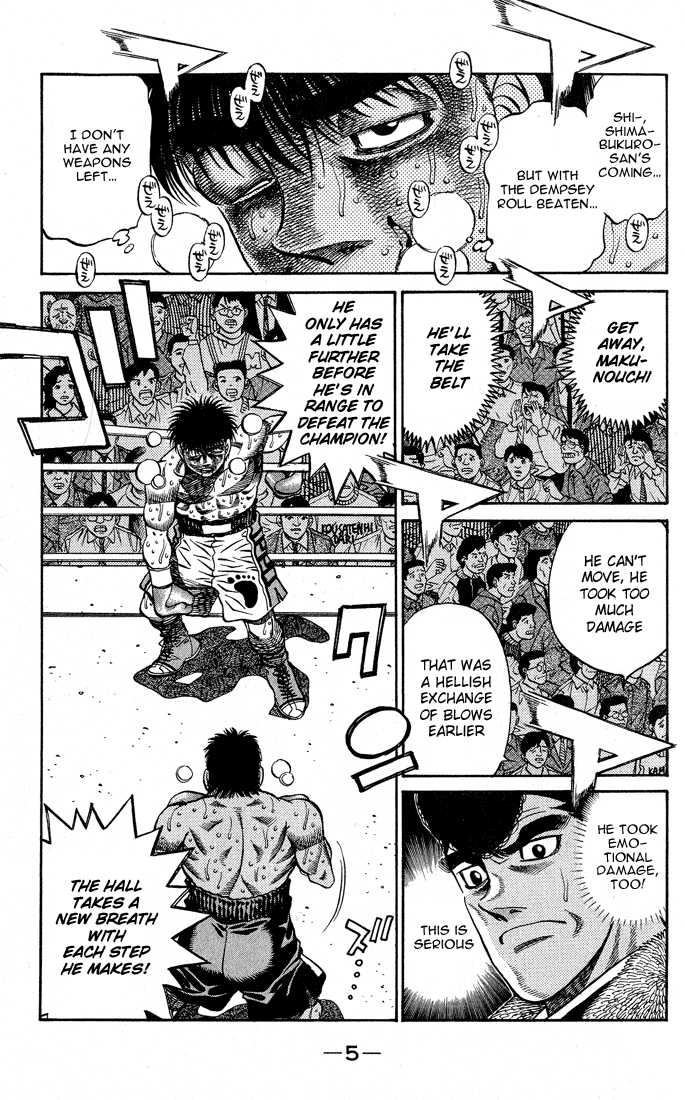 SHI-,
SHIMA-
BUKURO-
SAN'S
COMING...
BUT WITH
THE DEMPSEY
ROLL BEATEN...
I DON'T
HAVE ANY
WEAPONS
LEFT...
GET
AWAY,
MAKU-
NOUCHI
HE'LL
TAKE
THE
BELT
HE
ONLY HAS
A LITTLE
FURTHER
BEFORE
HE'S IN
RANGE TO
DEFEAT THE
CHAMPION!
HE CAN'T
MOVE, HE
TOOK TOO
MUCH
DAMAGE
THAT WAS
A HELLISH
EXCHANGE
OF BLOWS
EARLIER
HE TOOK
EMO-
TIONAL
DAMAGE,
TOO!
THIS IS
SERIOUS
THE HALL
TAKES A
NEW BREATH
WITH
EACH STEP
HE MAKES!
—5—